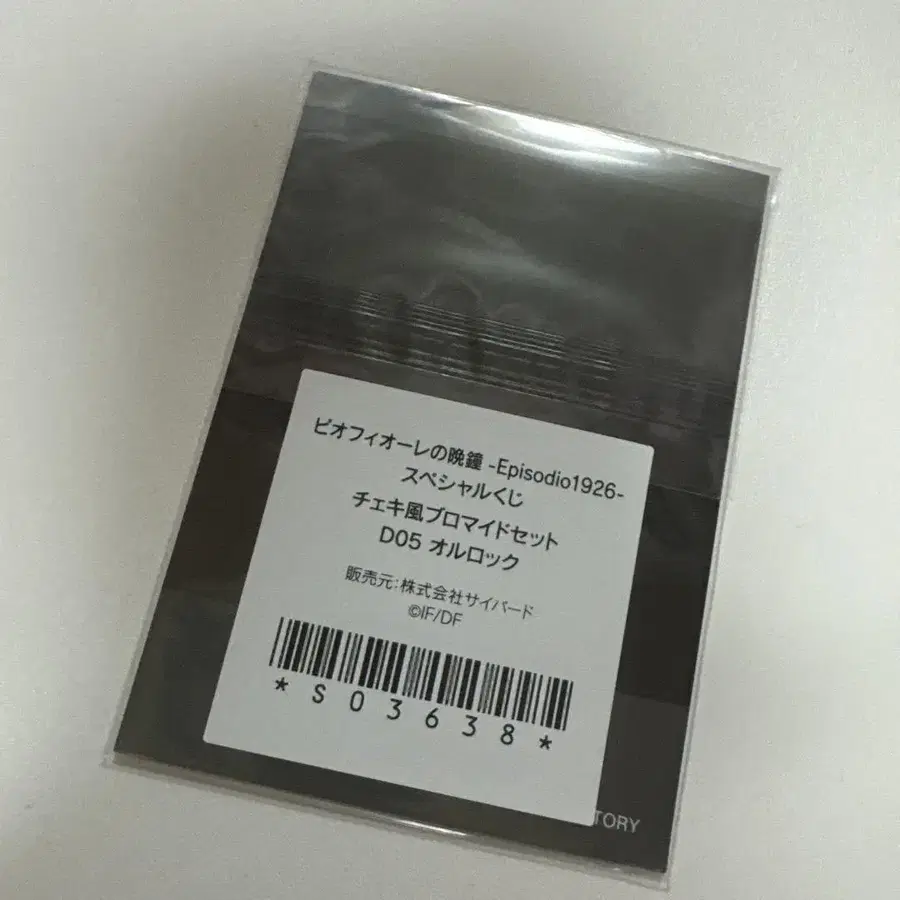 ピオフィオーレの晩鐘 -Episodio1926-
スペシャルくじ
チェキ風ブロマイドセット
D05 オルロック
販売元:株式会社サイバード
©IF/DF
*S03638*
TORY